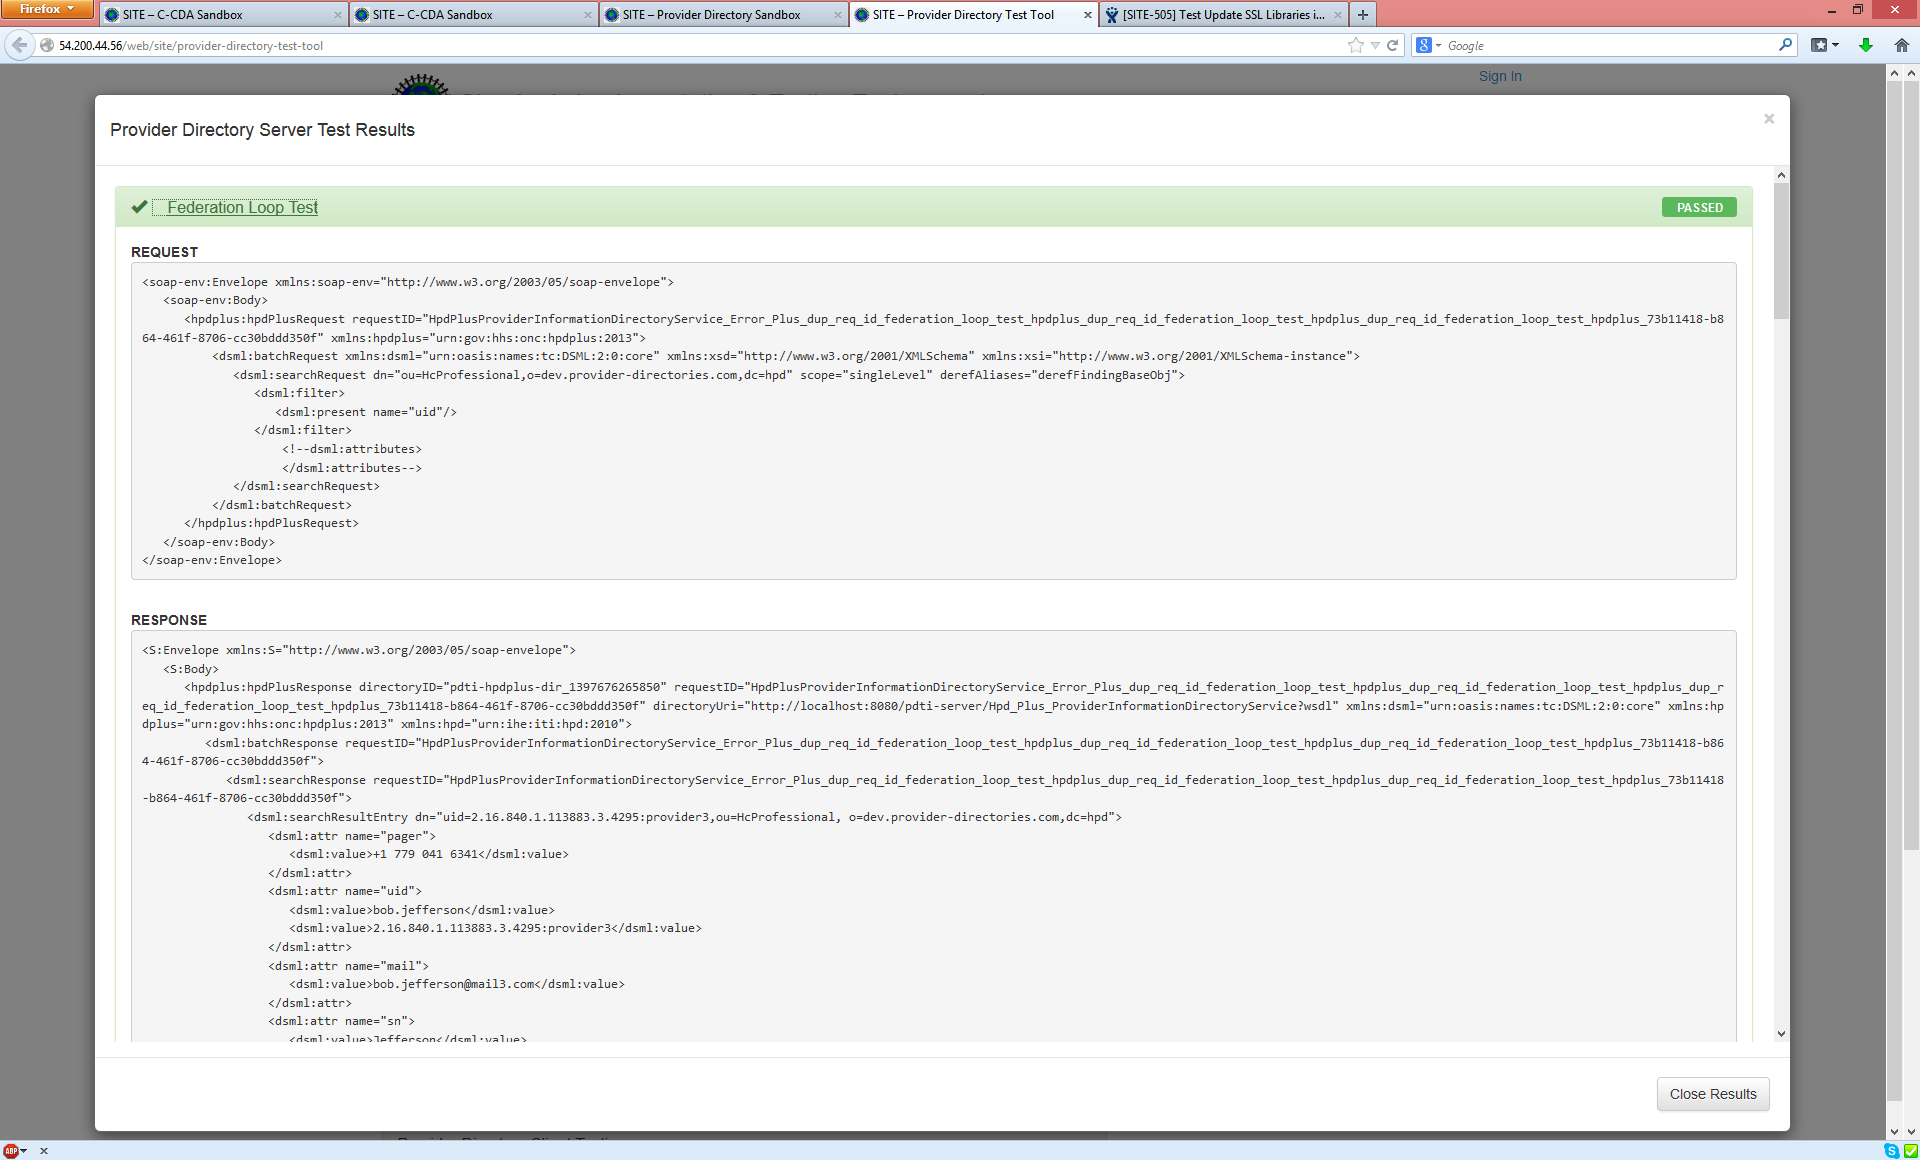 Firefox
SITE – C-CDA Sandbox
SITE – C-CDA Sandbox
SITE – Provider Directory Sandbox
SITE – Provider Directory Test Tool
[SITE-505] Test Update SSL Libraries i...
54.200.44.56/web/site/provider-directory-test-tool
Google
Sign In
Provider Directory Server Test Results
Federation Loop Test
PASSED
REQUEST
<soap-env:Envelope xmlns:soap-env="http://www.w3.org/2003/05/soap-envelope">
<soap-env:Body>
<hpdplus:hpdPlusRequest requestID="HpdPlusProviderInformationDirectoryService_Error_Plus_dup_req_id_federation_loop_test_hpdplus_dup_req_id_federation_loop_test_hpdplus_dup_req_id_federation_loop_test_hpdplus_73b11418-b8
64-461f-8706-cc30bddd350f" xmlns:hpdplus="urn:gov:hhs:onc:hpdplus:2013">
<dsml:batchRequest xmlns:dsml="urn:oasis:names:tc:DSML:2:0:core" xmlns:xsd="http://www.w3.org/2001/XMLSchema" xmlns:xsi="http://www.w3.org/2001/XMLSchema-instance">
<dsml:searchRequest dn="ou=HcProfessional,o=dev.provider-directories.com,dc=hpd" scope="singleLevel" derefAliases="derefFindingBaseObj">
<dsml:filter>
<dsml:present name="uid"/>
</dsml:filter>
<!--dsml:attributes>
</dsml:attributes-->
</dsml:searchRequest>
</dsml:batchRequest>
</hpdplus:hpdPlusRequest>
</soap-env:Body>
</soap-env:Envelope>
RESPONSE
<S:Envelope xmlns:S="http://www.w3.org/2003/05/soap-envelope">
<S:Body>
<hpdplus:hpdPlusResponse directoryID="pdti-hpdplus-dir_1397676265850" requestID="HpdPlusProviderInformationDirectoryService_Error_Plus_dup_req_id_federation_loop_test_hpdplus_dup_req_id_federation_loop_test_hpdplus_dup_r
eq_id_federation_loop_test_hpdplus_73b11418-b864-461f-8706-cc30bddd350f" directoryUri="http://localhost:8080/pdti-server/Hpd_Plus_ProviderInformationDirectoryService?wsdl" xmlns:dsml="urn:oasis:names:tc:DSML:2:0:core" xmlns:hp
dplus="urn:gov:hhs:onc:hpdplus:2013" xmlns:hpd="urn:ihe:iti:hpd:2010">
<dsml:batchResponse requestID="HpdPlusProviderInformationDirectoryService_Error_Plus_dup_req_id_federation_loop_test_hpdplus_dup_req_id_federation_loop_test_hpdplus_dup_req_id_federation_loop_test_hpdplus_73b11418-b86
4-461f-8706-cc30bddd350f">
<dsml:searchResponse requestID="HpdPlusProviderInformationDirectoryService_Error_Plus_dup_req_id_federation_loop_test_hpdplus_dup_req_id_federation_loop_test_hpdplus_dup_req_id_federation_loop_test_hpdplus_73b11418
-b864-461f-8706-cc30bddd350f">
<dsml:searchResultEntry dn="uid=2.16.840.1.113883.3.4295:provider3,ou=HcProfessional, o=dev.provider-directories.com,dc=hpd">
<dsml:attr name="pager">
<dsml:value>+1 779 041 6341</dsml:value>
</dsml:attr>
<dsml:attr name="uid">
<dsml:value>bob.jefferson</dsml:value>
<dsml:value>2.16.840.1.113883.3.4295:provider3</dsml:value>
</dsml:attr>
<dsml:attr name="mail">
<dsml:value>bob.jefferson@mail3.com</dsml:value>
</dsml:attr>
<dsml:attr name="sn">
<dsml:value>Jefferson</dsml:value>
Close Results
ABP